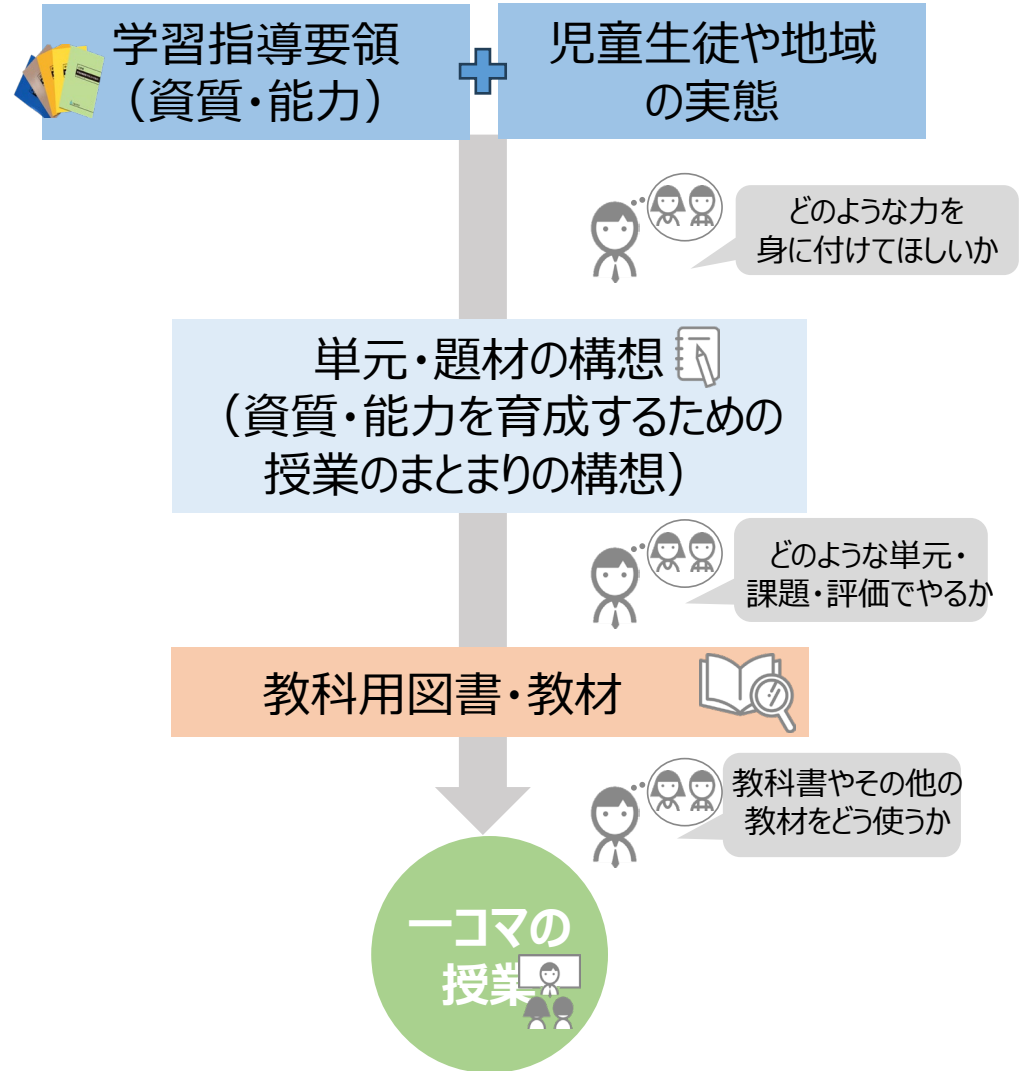 学習指導要領
（資質・能力）
児童生徒や地域
の実態
どのような力を
身に付けてほしいか
単元・題材の構想
（資質・能力を育成するための
授業のまとまりの構想）
どのような単元・
課題・評価でやるか
教科用図書・教材
教科書やその他の
教材をどう使うか
一コマの
授業